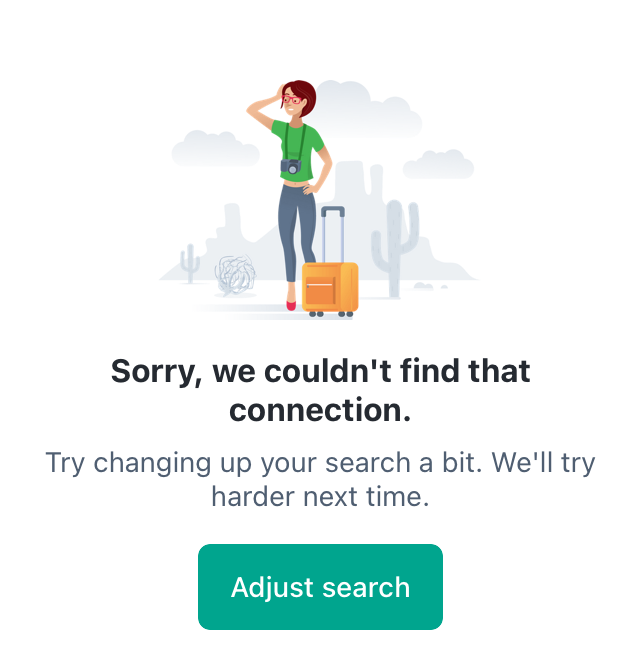 Sorry, we couldn't find that
connection.
Try changing up your search a bit. We'll try
harder next time.
Adjust search